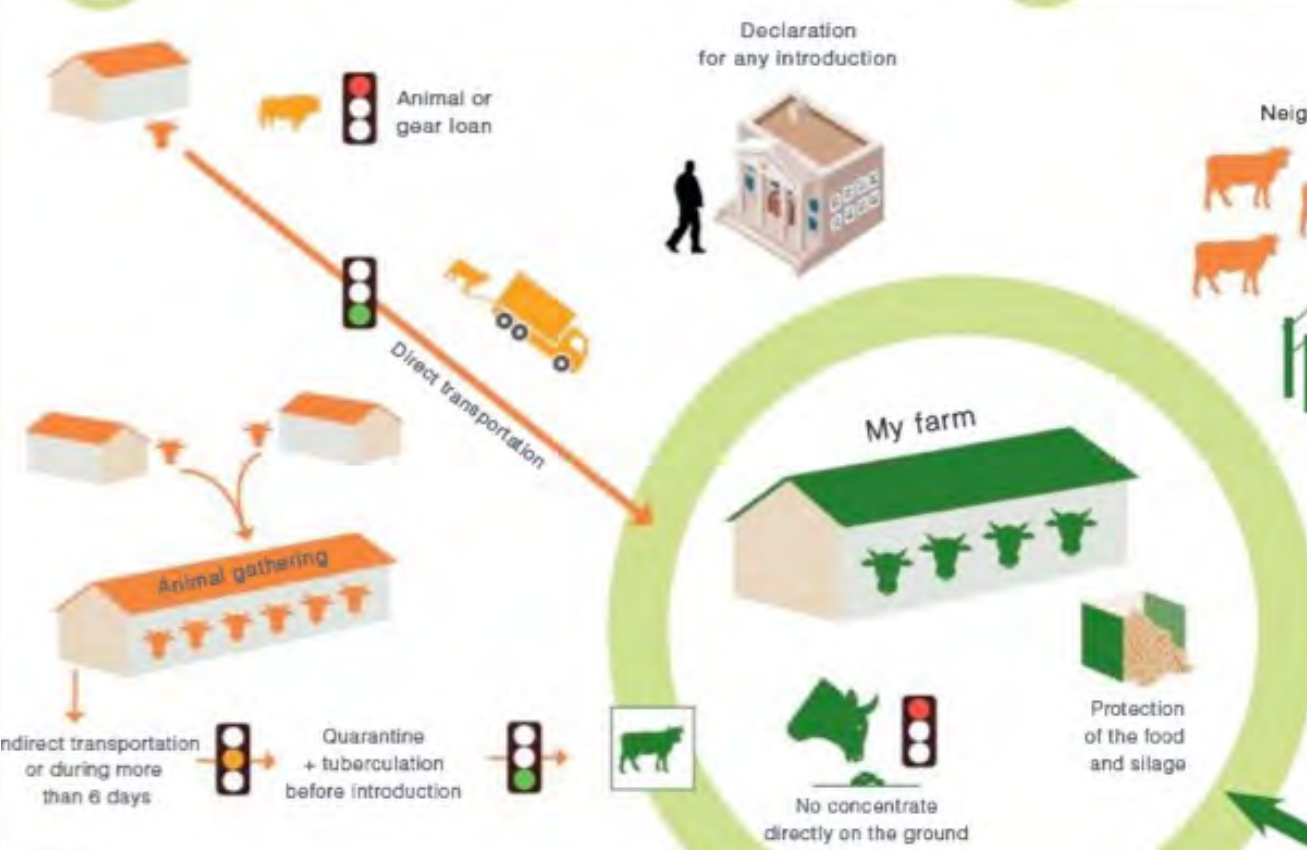 Declaration
for any introduction
Animal or
gear loan
Neig
Direct transportation
My farm
Animal gathering
ndirect transportation
or during more
than 6 days
Quarantine
+ tuberculation
before introduction
Protection
of the food
and silage
No concentrate
directly on the ground